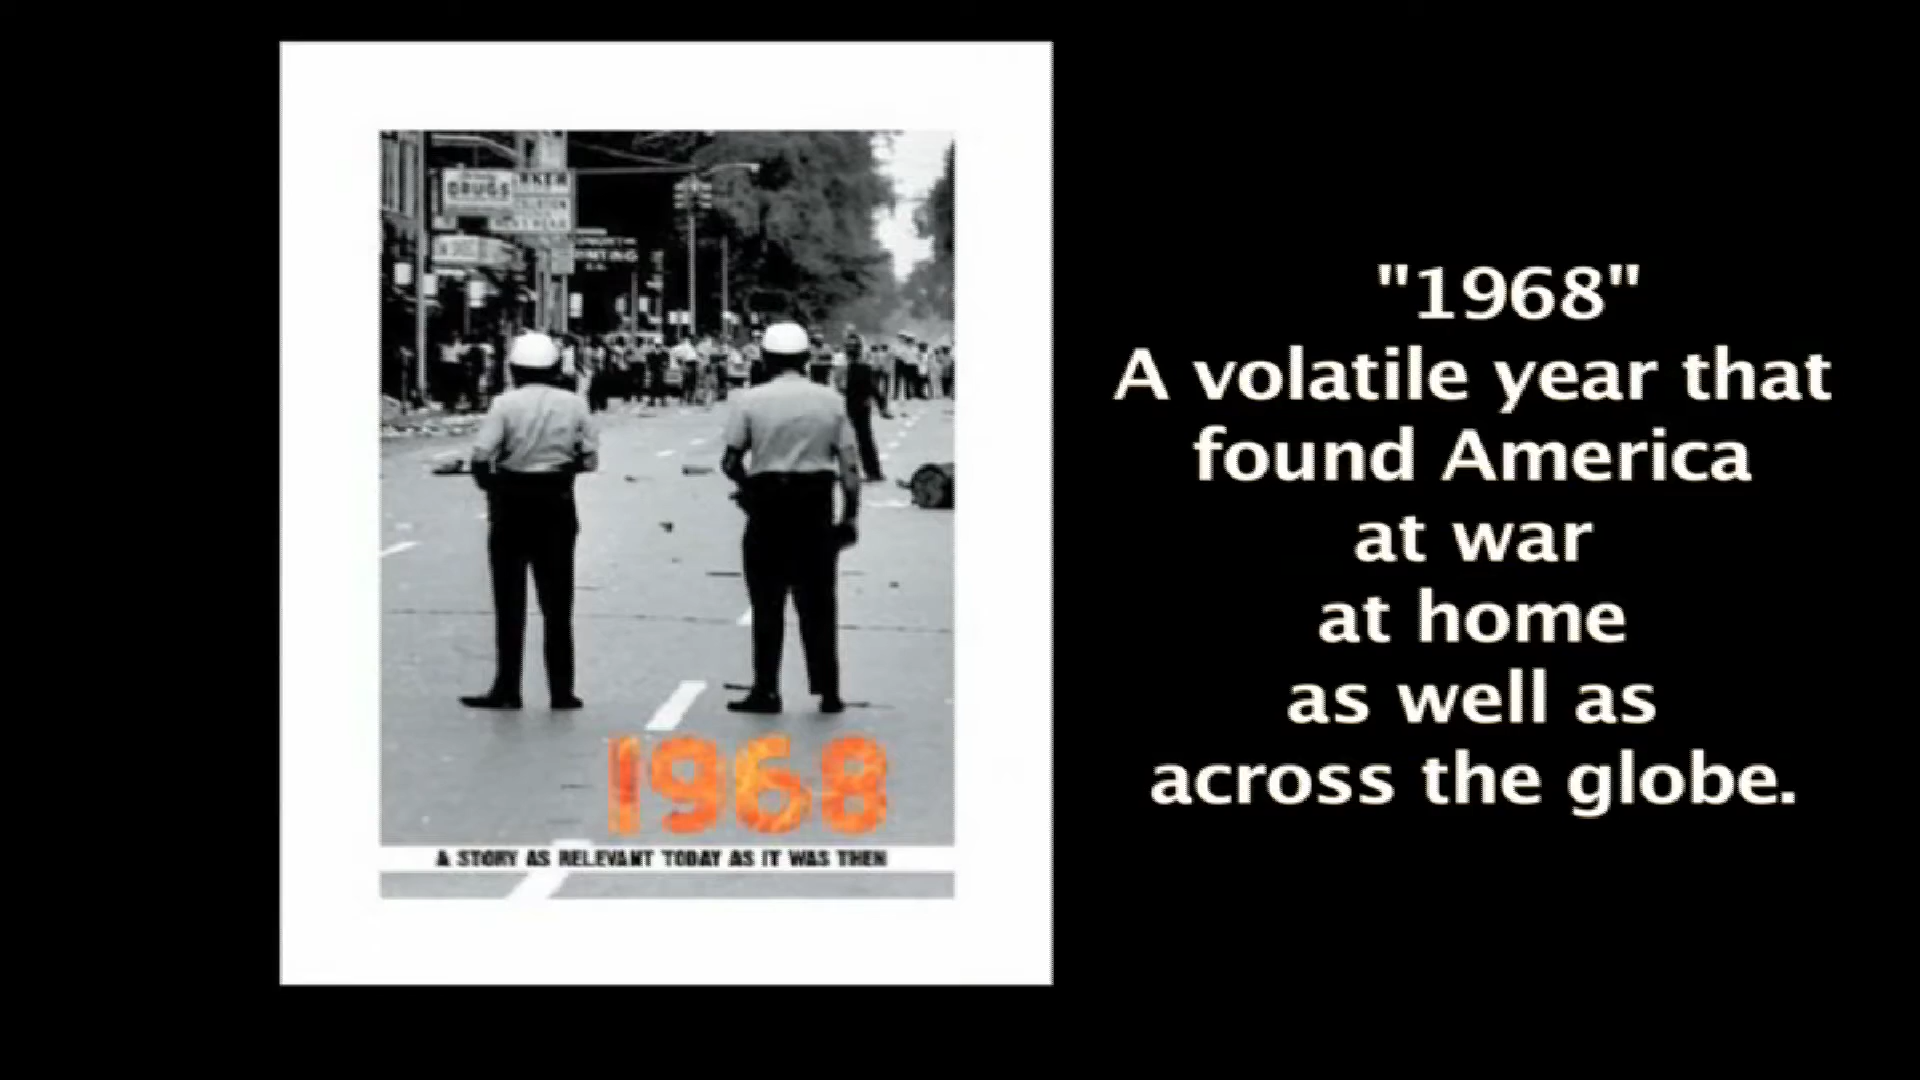 DRUGS
1968
A STORY AS RELEVANT TODAY AS IT WAS THEN
"1968"
A volatile year that
found America
at war
at home
as well as
across the globe.